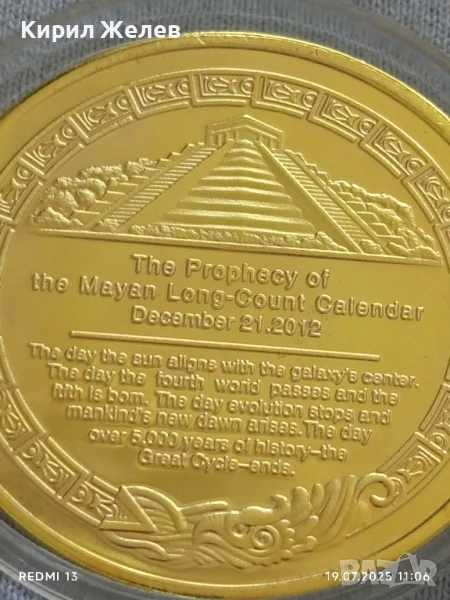 Кирил Желев
The Prophecy of
the Mayan Long-Count Calendar
December 21.2012
The day the sun aligns with the galaxy's center.
The day the fourth world passes and the
fifth is born. The day evolution stops and
mankind's new dawn arises.The day
over 5,000 years of history-the
Great Cycle-ends.
BAZAR
REDMI 13
19.07.2025 11:06